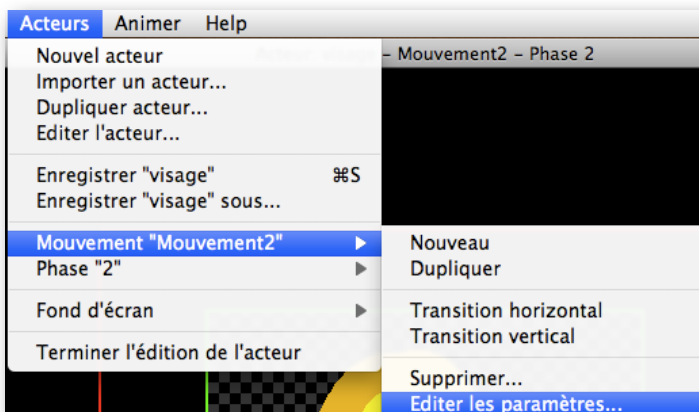 Acteurs Animer Help
– Mouvement2 – Phase 2
Nouvel acteur
Importer un acteur...
Dupliquer acteur...
Editer l'acteur...
Enregistrer "visage" ⌘S
Enregistrer "visage" sous...
Mouvement "Mouvement2"
Phase "2"
Fond d'écran
Terminer l'édition de l'acteur
Nouveau
Dupliquer
Transition horizontal
Transition vertical
Supprimer...
Editer les paramètres...